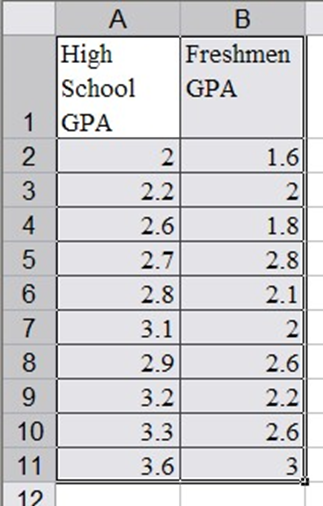 A B
High Freshmen
School GPA
1 GPA
2 2 1.6
3 2.2 2
4 2.6 1.8
5 2.7 2.8
6 2.8 2.1
7 3.1 2
8 2.9 2.6
9 3.2 2.2
10 3.3 2.6
11 3.6 3
12